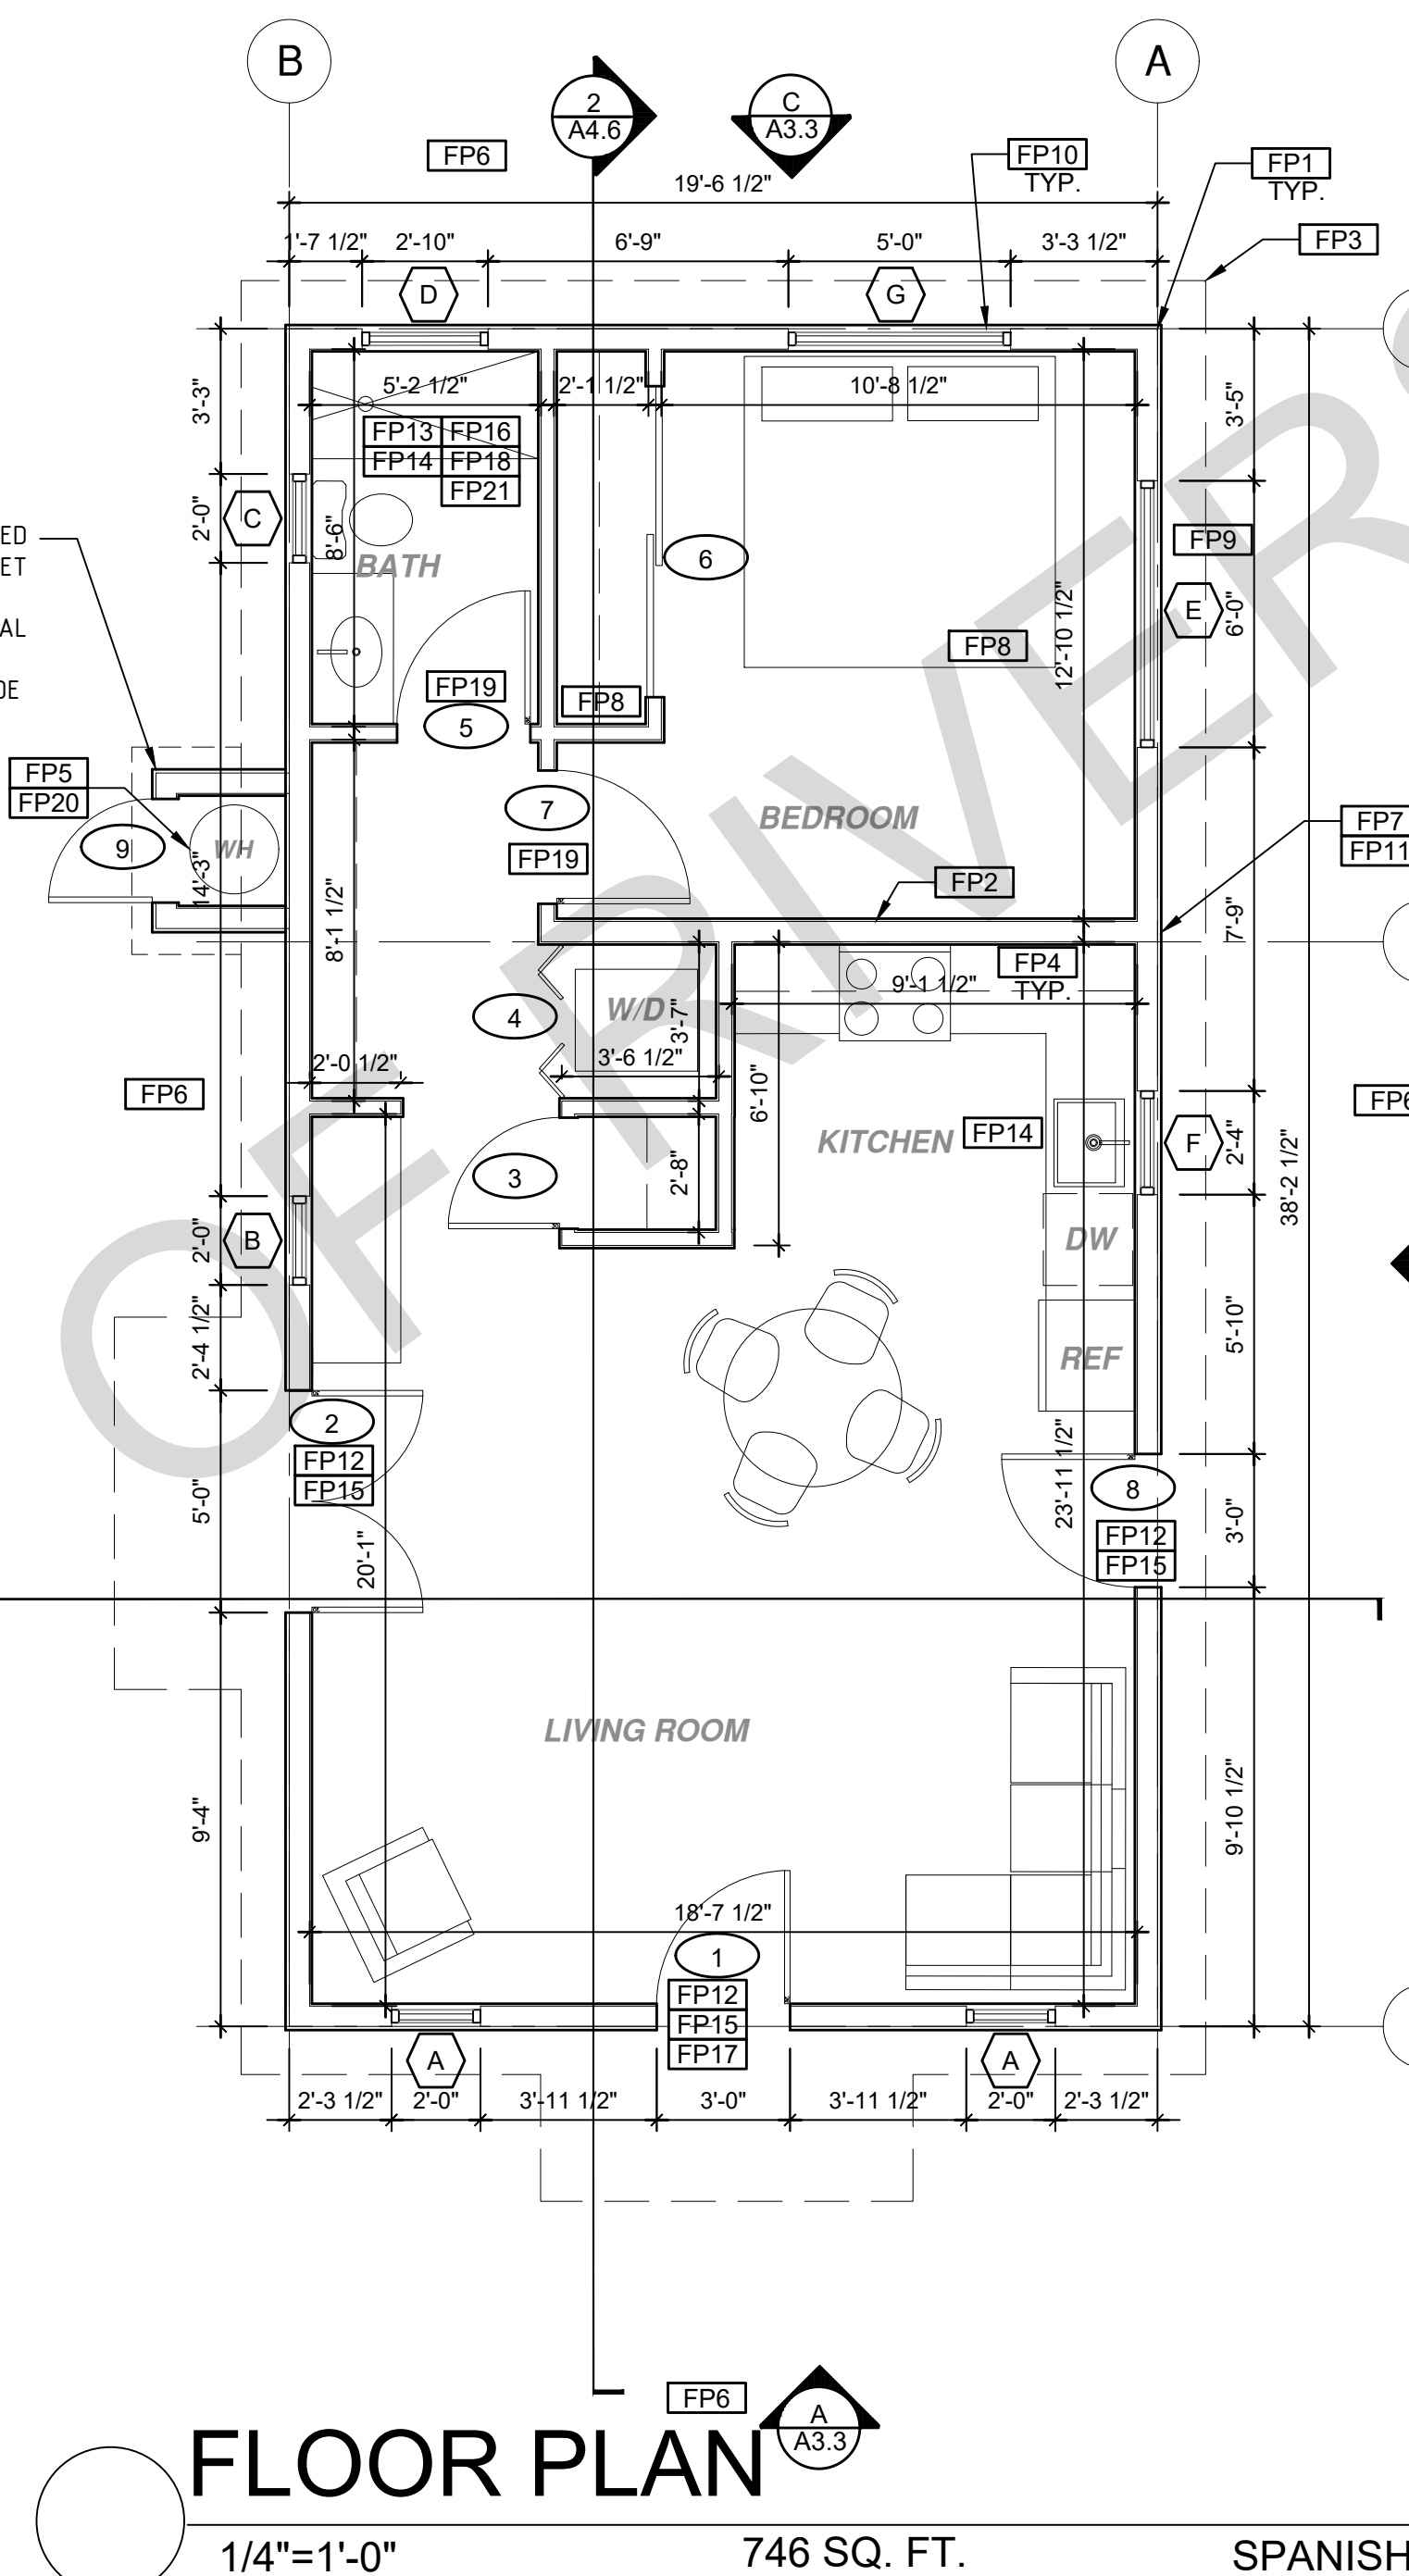 B
A
2
A4.6
C
A3.3
FP6
FP10
TYP.
FP1
TYP.
FP3
19'-6 1/2"
1'-7 1/2"
2'-10"
6'-9"
5'-0"
3'-3 1/2"
D
G
5'-2 1/2"
2'-1 1/2"
10'-8 1/2"
3'-3"
3'-5"
FP13 FP16
FP14 FP18
FP21
2'-0"
C
8'-6"
BATH
6
FP9
E
6'-0"
12'-10 1/2"
FP8
FP19
5
FP8
ED
ET
AL
DE
FP5
FP20
9
WH
14'-3"
7
FP19
BEDROOM
FP7
FP11
FP2
8'-1 1/2"
7'-9"
FP4
TYP.
9'-1 1/2"
4
W/D
3'-7"
3'-6 1/2"
2'-0 1/2"
FP6
6'-10"
FP6
KITCHEN
FP14
F
2'-4"
38'-2 1/2"
3
2'-8"
B
2'-0"
DW
2'-4 1/2"
REF
5'-10"
2
FP12
FP15
5'-0"
20'-1"
23'-11 1/2"
8
FP12
FP15
3'-0"
LIVING ROOM
9'-4"
9'-10 1/2"
18'-7 1/2"
1
FP12
FP15
FP17
A
A
2'-3 1/2"
2'-0"
3'-11 1/2"
3'-0"
3'-11 1/2"
2'-0"
2'-3 1/2"
OF RIVERS
FP6
A
A3.3
FLOOR PLAN
1/4"=1'-0"
746 SQ. FT.
SPANISH